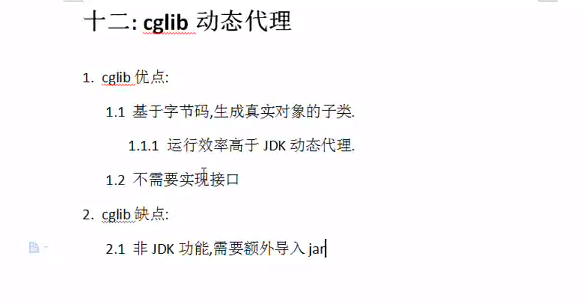 十二: cglib 动态代理
1. cglib 优点:
1.1 基于字节码,生成真实对象的子类.
1.1.1 运行效率高于 JDK 动态代理.
1.2 不需要实现接口
2. cglib 缺点:
2.1 非 JDK 功能,需要额外导入 jar